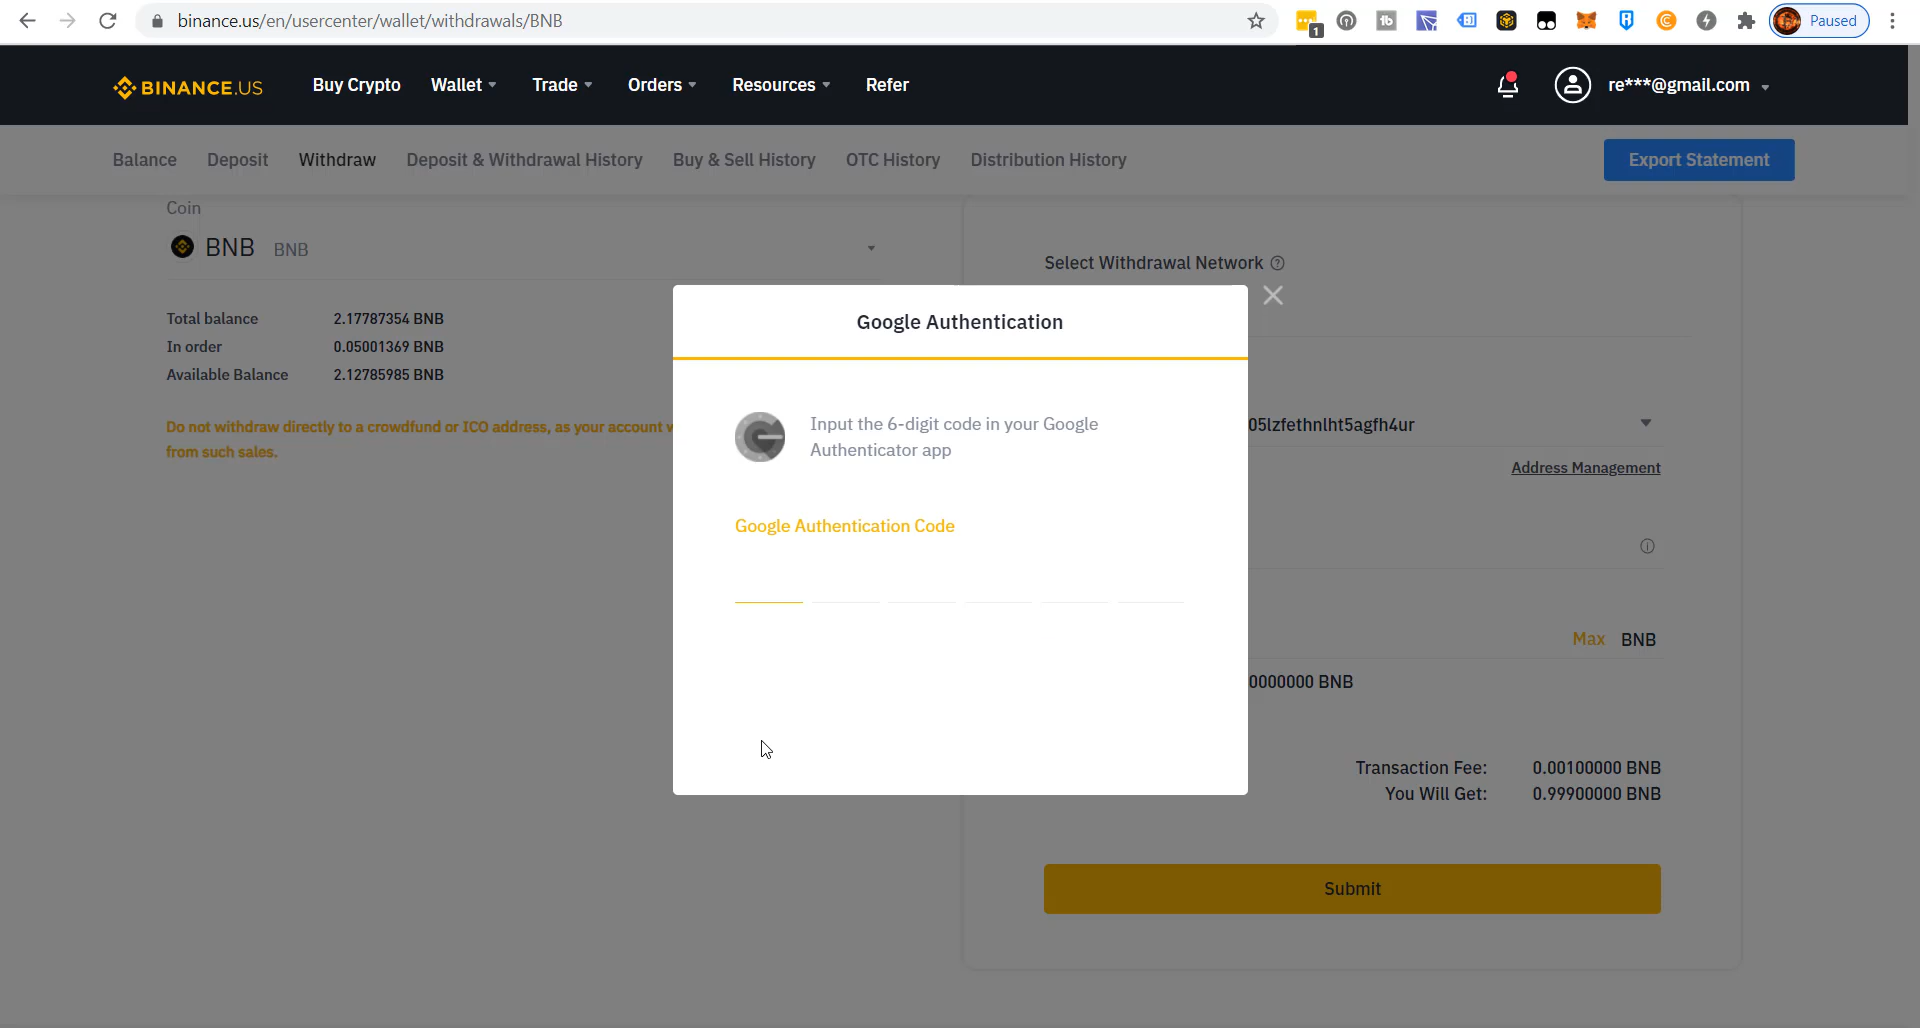 binance.us/en/usercenter/wallet/withdrawals/BNB
1
Paused
BINANCE.US
Buy Crypto
Wallet
Trade
Orders
Resources
Refer
re***@gmail.com
Balance
Deposit
Withdraw
Deposit & Withdrawal History
Buy & Sell History
OTC History
Distribution History
Export Statement
Coin
BNB BNB
Total balance 2.17787354 BNB
In order 0.05001369 BNB
Available Balance 2.12785985 BNB
Do not withdraw directly to a crowdfund or ICO address, as your account
from such sales.
Select Withdrawal Network
Google Authentication
Input the 6-digit code in your Google
Authenticator app
Google Authentication Code
05lzfethnlht5agfh4ur
Address Management
Max BNB
0000000 BNB
Transaction Fee: 0.00100000 BNB
You Will Get: 0.99900000 BNB
Submit